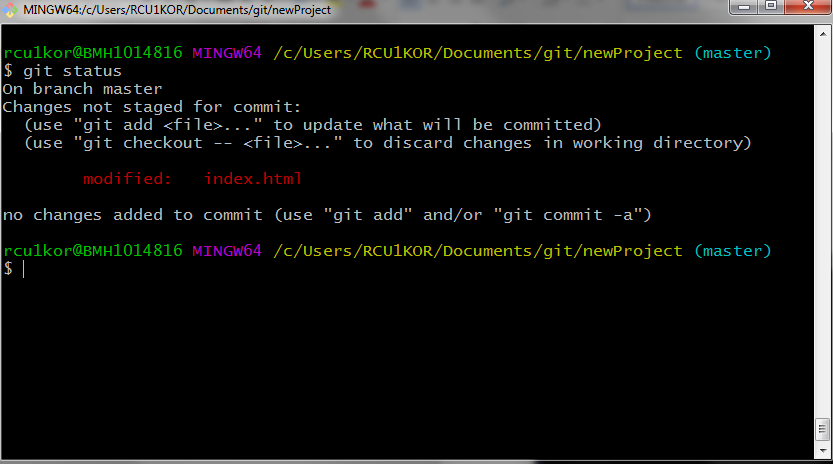 MINGW64:/c/Users/RCU1KOR/Documents/git/newProject
rcu1kor@BMH1014816 MINGW64 /c/Users/RCU1KOR/Documents/git/newProject (master)
$ git status
On branch master
Changes not staged for commit:
  (use "git add <file>..." to update what will be committed)
  (use "git checkout -- <file>..." to discard changes in working directory)
        modified:   index.html
no changes added to commit (use "git add" and/or "git commit -a")
rcu1kor@BMH1014816 MINGW64 /c/Users/RCU1KOR/Documents/git/newProject (master)
$